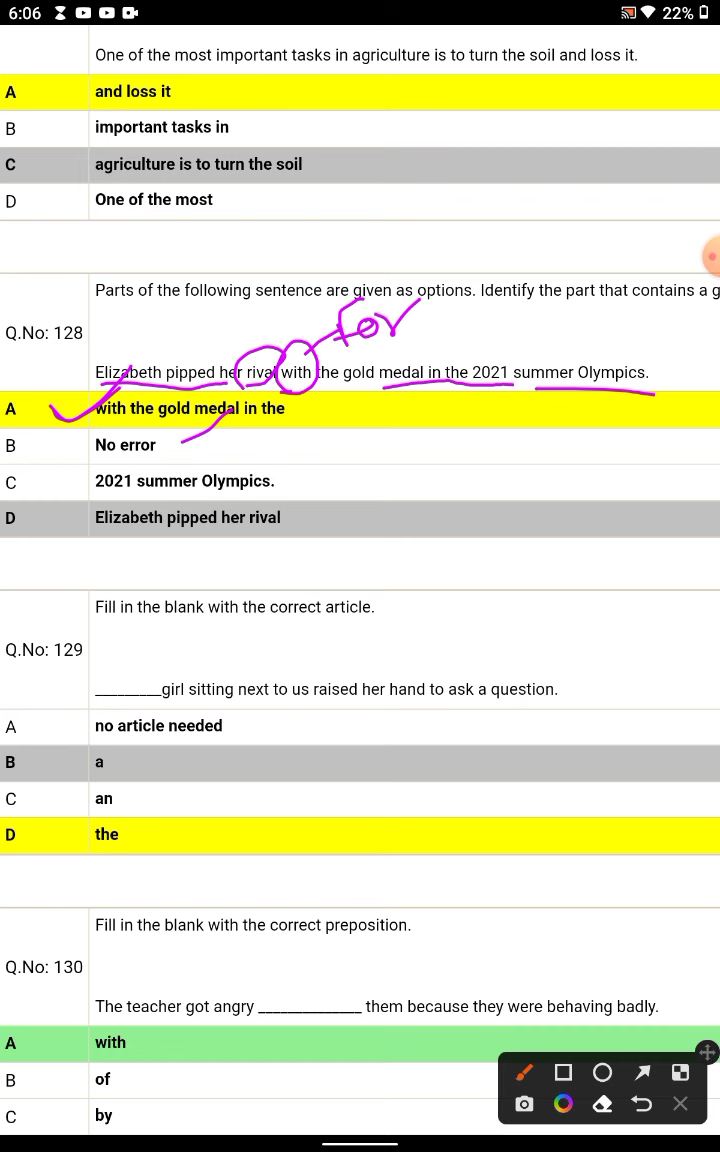 6:06
22%
One of the most important tasks in agriculture is to turn the soil and loss it.
A and loss it
B important tasks in
C agriculture is to turn the soil
D One of the most
Parts of the following sentence are given as options. Identify the part that contains a g
for
Q.No: 128
Elizabeth pipped her rival with the gold medal in the 2021 summer Olympics.
A with the gold medal in the
B No error
C 2021 summer Olympics.
D Elizabeth pipped her rival
Fill in the blank with the correct article.
Q.No: 129
_________girl sitting next to us raised her hand to ask a question.
A no article needed
B a
C an
D the
Fill in the blank with the correct preposition.
Q.No: 130
The teacher got angry ______________ them because they were behaving badly.
A with
B of
C by